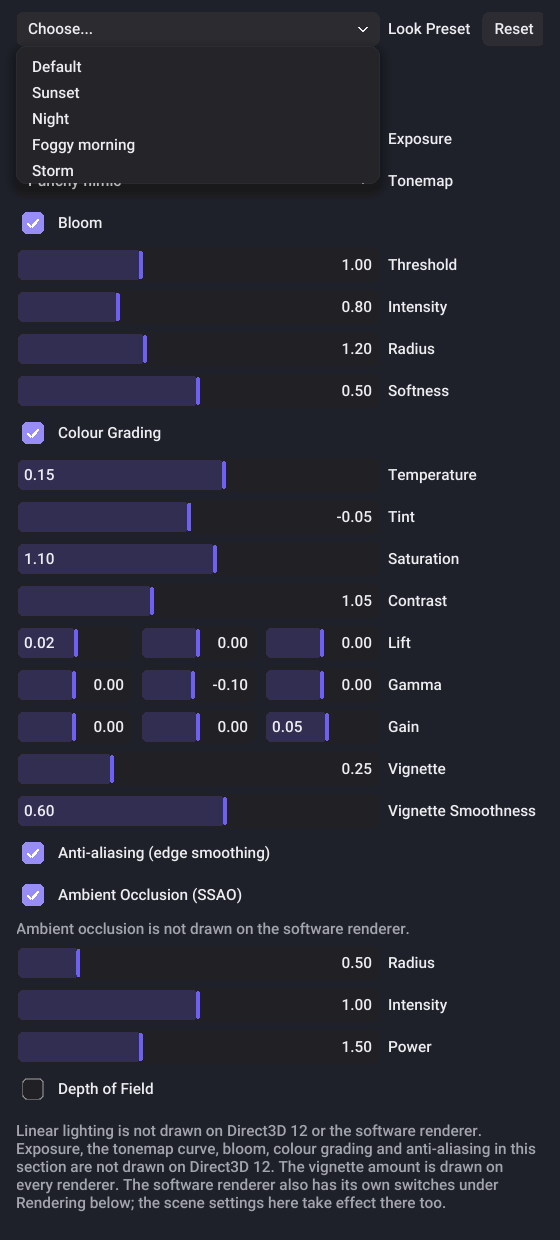 Choose... Look Preset Reset
Default
Sunset
Night
Foggy morning
Exposure
Storm
Tonemap
Bloom
1.00 Threshold
0.80 Intensity
1.20 Radius
0.50 Softness
Colour Grading
0.15 Temperature
-0.05 Tint
1.10 Saturation
1.05 Contrast
0.02 0.00 0.00 Lift
0.00 -0.10 0.00 Gamma
0.00 0.00 0.05 Gain
0.25 Vignette
0.60 Vignette Smoothness
Anti-aliasing (edge smoothing)
Ambient Occlusion (SSAO)
Ambient occlusion is not drawn on the software renderer.
0.50 Radius
1.00 Intensity
1.50 Power
Depth of Field
Linear lighting is not drawn on Direct3D 12 or the software renderer.
Exposure, the tonemap curve, bloom, colour grading and anti-aliasing in this
section are not drawn on Direct3D 12. The vignette amount is drawn on
every renderer. The software renderer also has its own switches under
Rendering below; the scene settings here take effect there too.